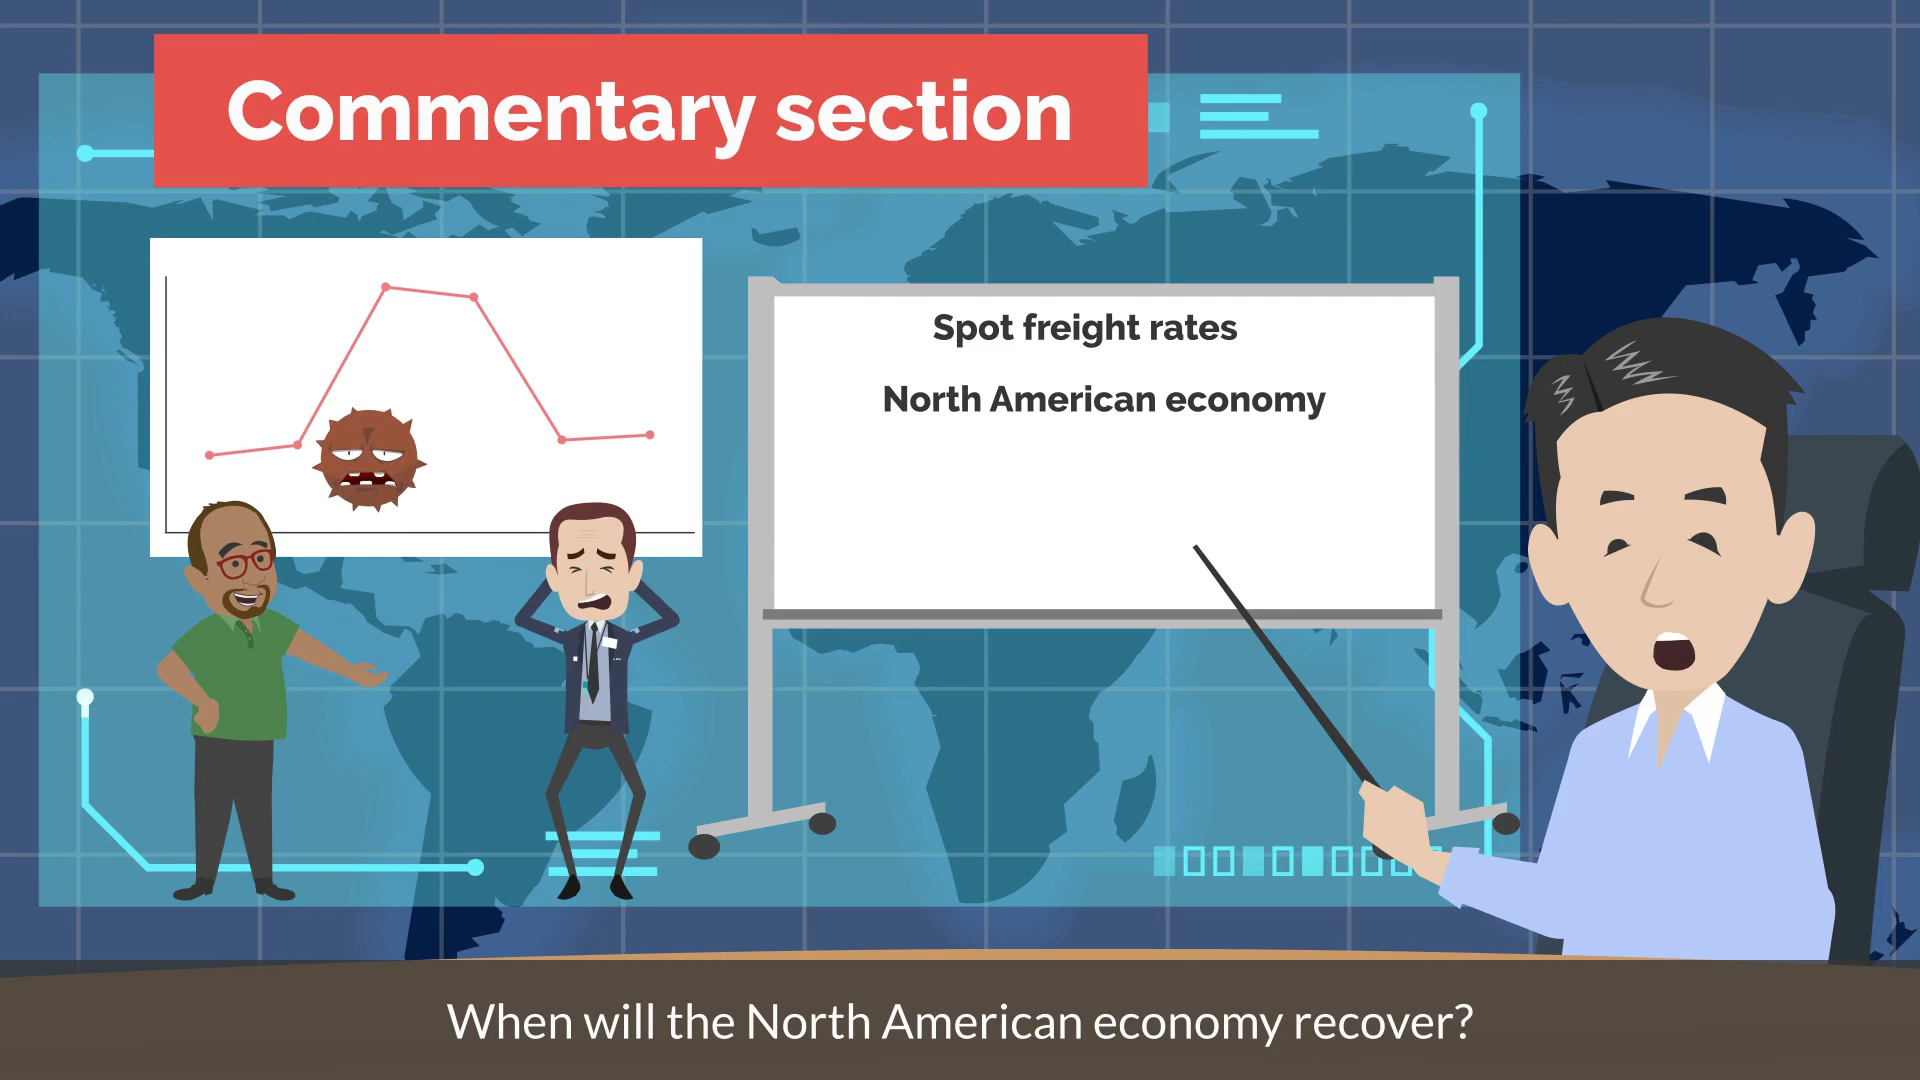 Commentary section
Spot freight rates
North American economy
When will the North American economy recover?